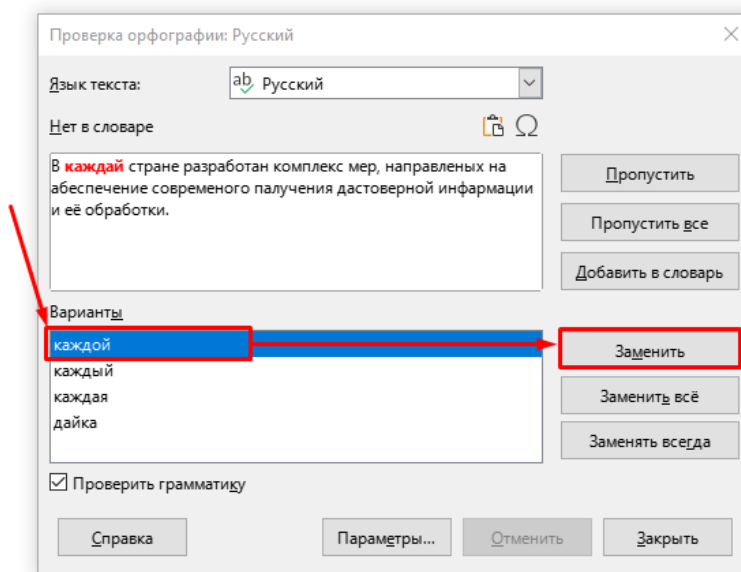 Проверка орфографии: Русский
Язык текста:
Русский
Нет в словаре
В каждай стране разработан комплекс мер, направленых на
абеспечение современого палучения дастоверной инфармации
и её обработки.
Пропустить
Пропустить все
Добавить в словарь
Варианты
каждой
каждый
каждая
дайка
Заменить
Заменить всё
Заменять всегда
Проверить грамматику
Справка
Параметры...
Отменить
Закрыть